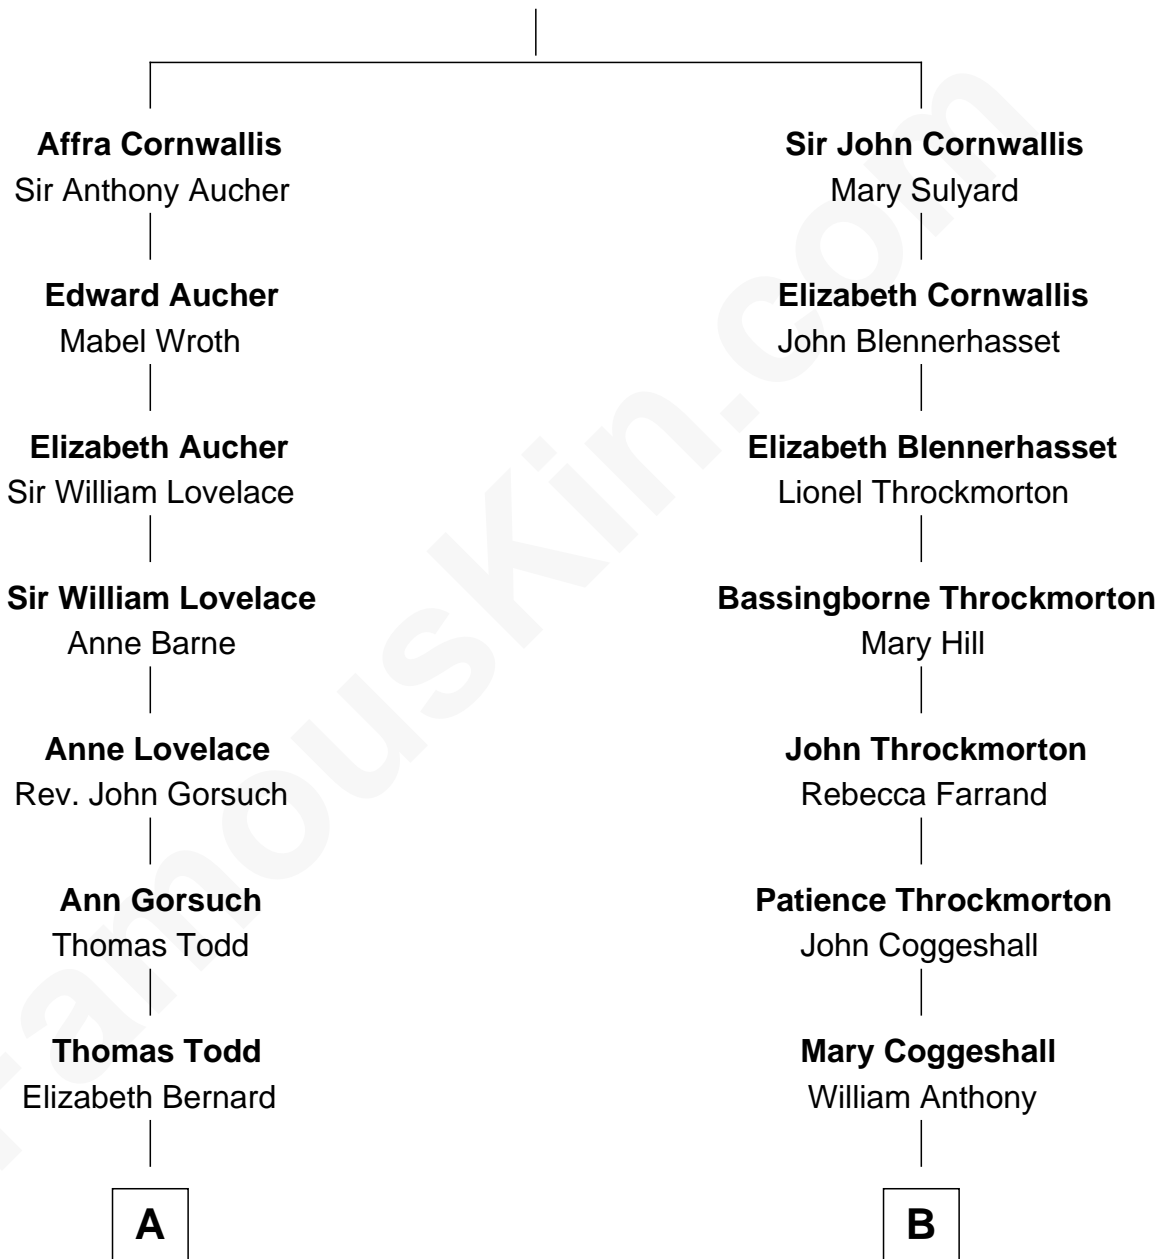 Affra Cornwallis
Sir Anthony Aucher
Edward Aucher
Mabel Wroth
Elizabeth Aucher
Sir William Lovelace
Sir William Lovelace
Anne Barne
Anne Lovelace
Rev. John Gorsuch
Ann Gorsuch
Thomas Todd
Thomas Todd
Elizabeth Bernard
A
Sir John Cornwallis
Mary Sulyard
Elizabeth Cornwallis
John Blennerhasset
Elizabeth Blennerhasset
Lionel Throckmorton
Bassingborne Throckmorton
Mary Hill
John Throckmorton
Rebecca Farrand
Patience Throckmorton
John Coggeshall
Mary Coggeshall
William Anthony
B
FamousKin.com